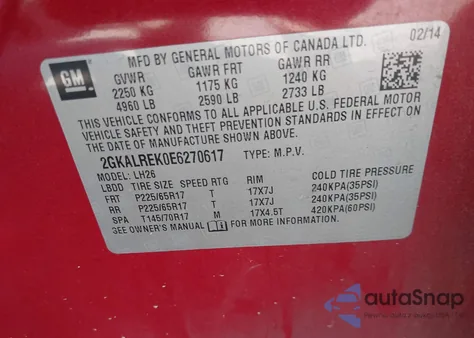 MFD BY GENERAL MOTORS OF CANADA LTD. 02/14
GM GVWR GAWR FRT GAWR RR
2250 KG 1175 KG 1240 KG
4960 LB 2590 LB 2733 LB
THIS VEHICLE CONFORMS TO ALL APPLICABLE U.S. FEDERAL MOTOR
VEHICLE SAFETY AND THEFT PREVENTION STANDARDS IN EFFECT
ON THE DATE OF MANUFACTURE SHOWN ABOVE.
2GKALREK0E6270617 TYPE: M.P.V.
MODEL: LH26
LBDD TIRE SIZE SPEED RTG RIM COLD TIRE PRESSURE
FRT P225/65R17 T 17X7J 240KPA(35PSI)
RR P225/65R17 T 17X7J 240KPA(35PSI)
SPA T145/70R17 M 17X4.5T 420KPA(60PSI)
SEE OWNER'S MANUAL FOR MORE INFORMATION.
autoSnap